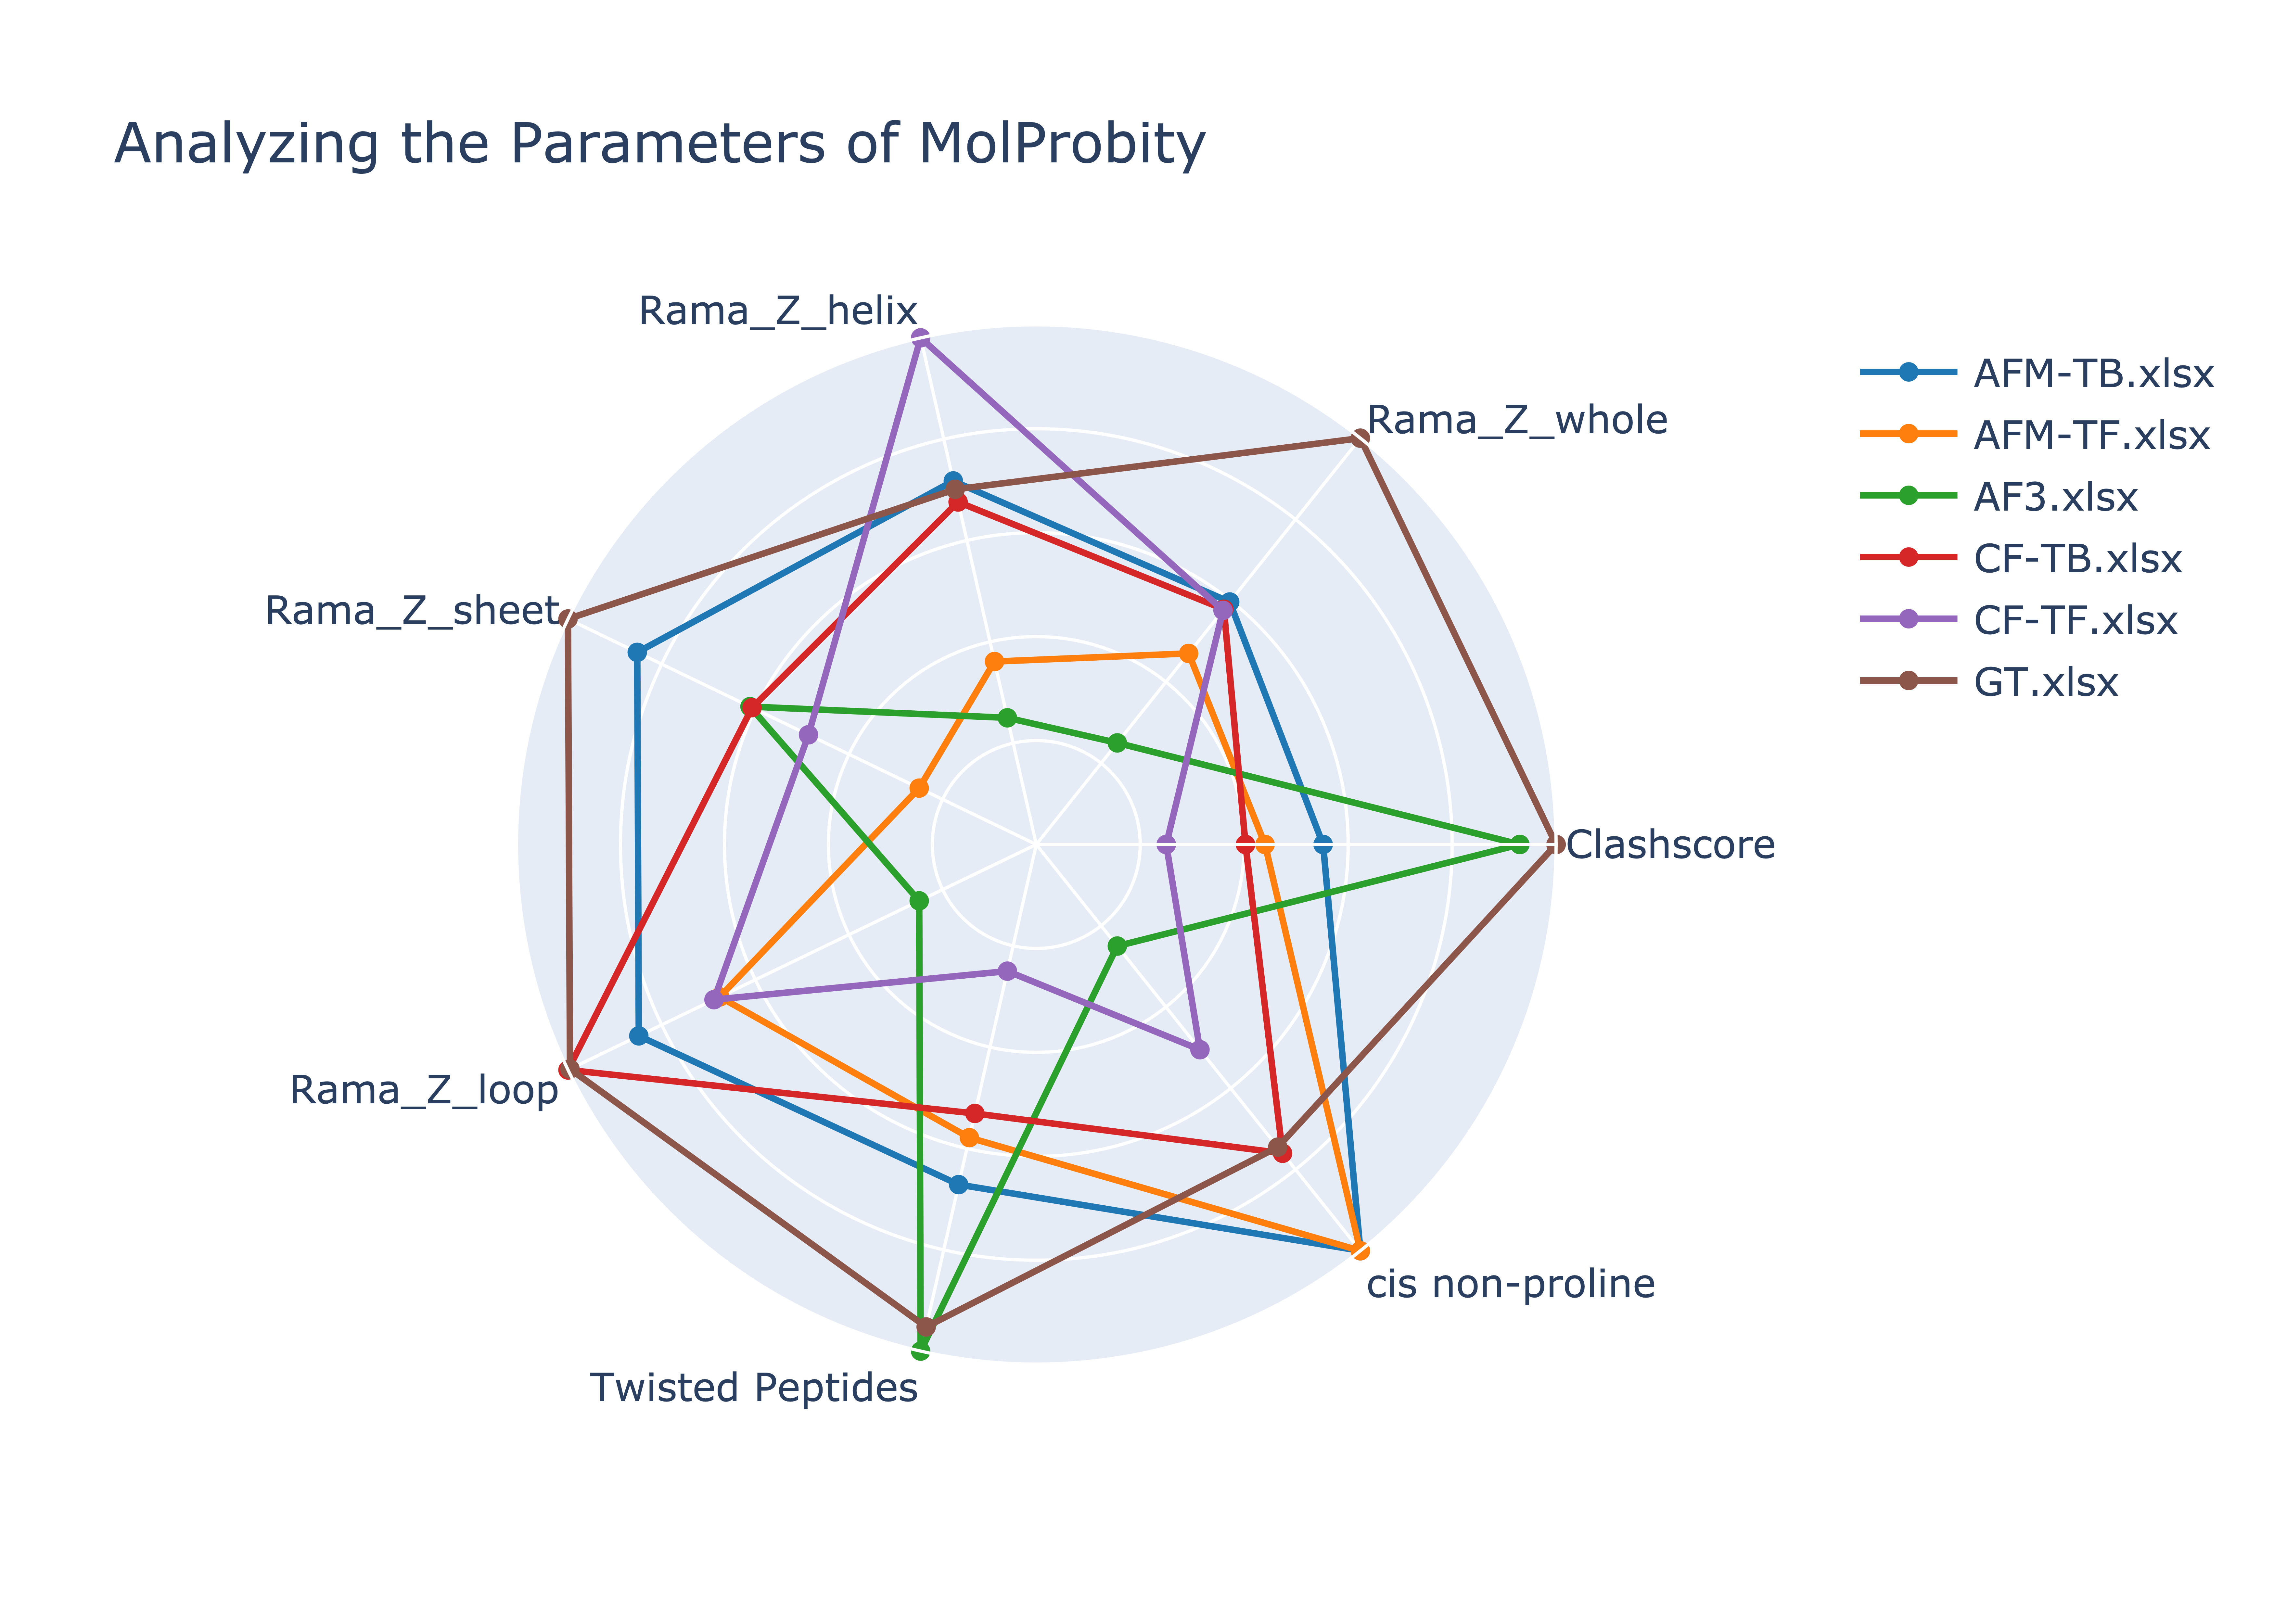 Analyzing the Parameters of MolProbity
Rama_Z_helix
Rama_Z_whole
Rama_Z_sheet
Clashscore
Rama_Z_loop
cis non-proline
Twisted Peptides
AFM-TB.xlsx
AFM-TF.xlsx
AF3.xlsx
CF-TB.xlsx
CF-TF.xlsx
GT.xlsx